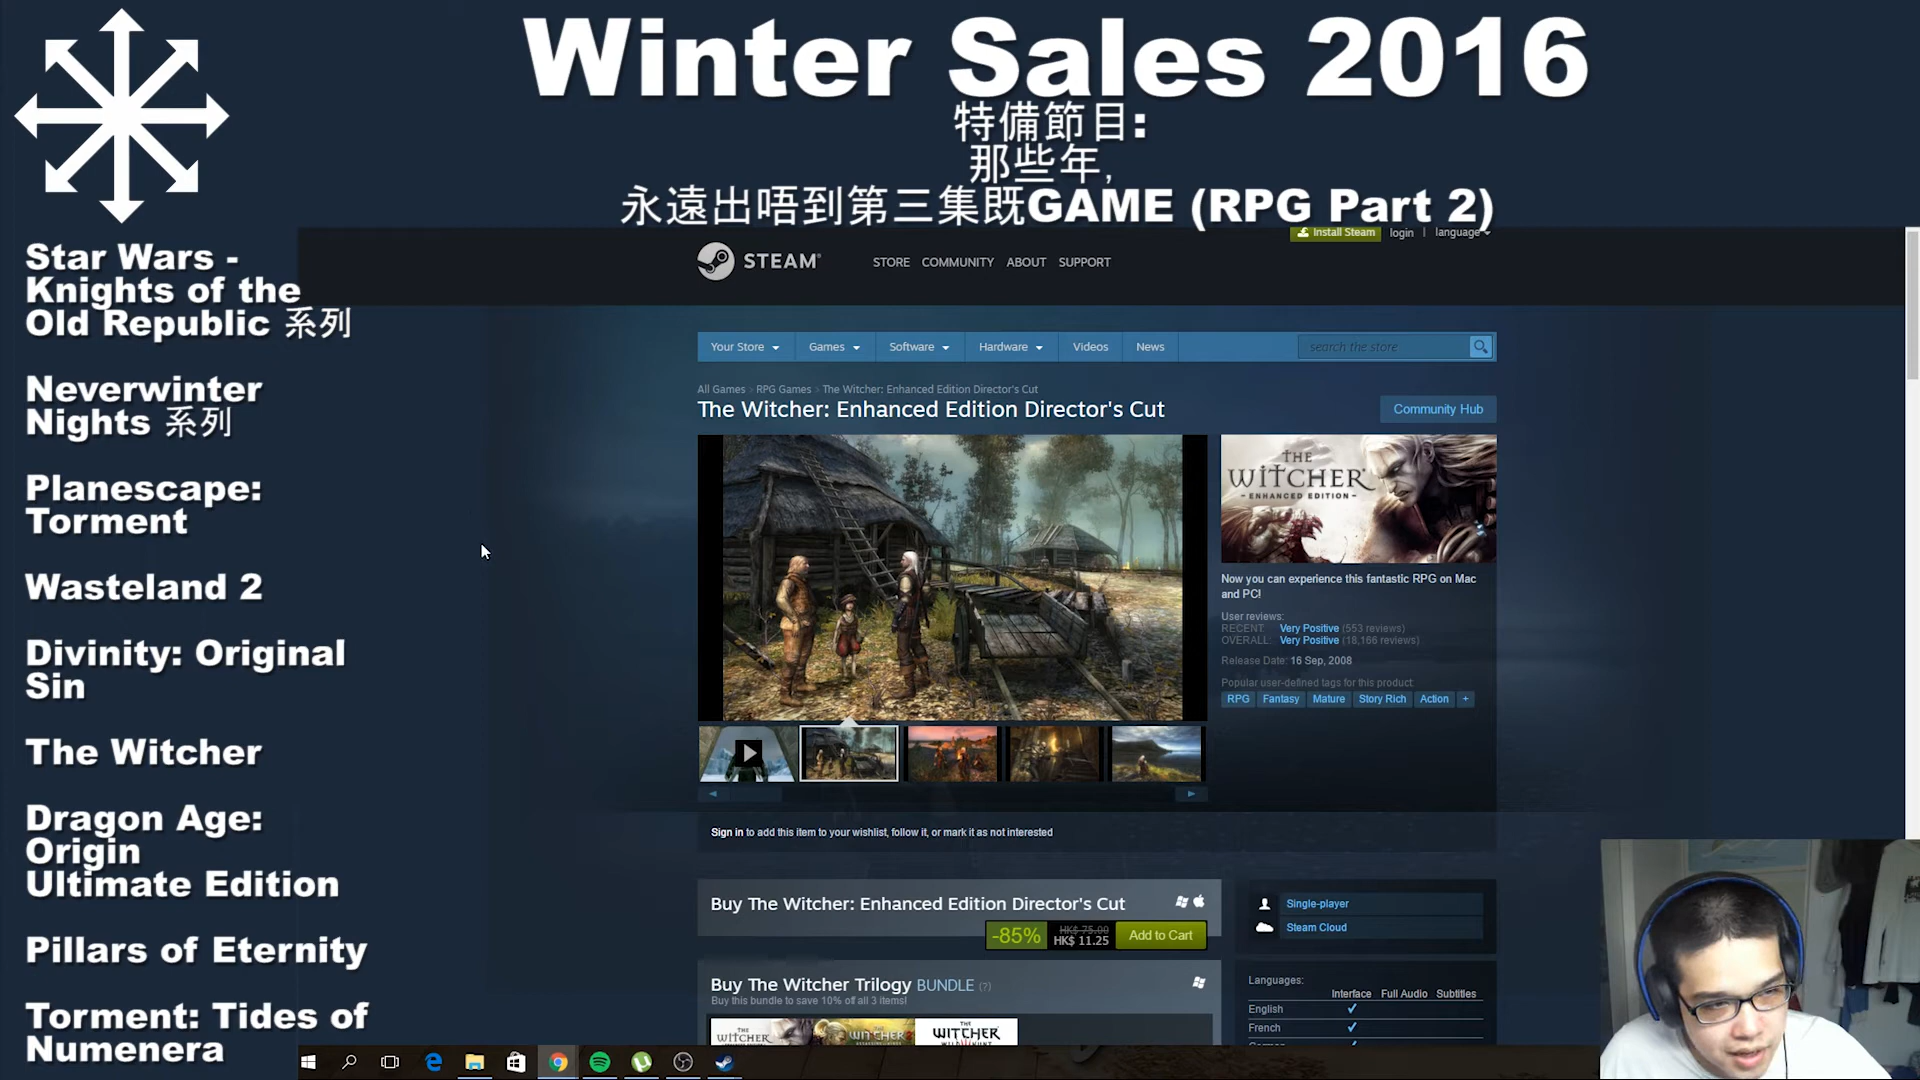 Winter Sales 2016
特備節目:
那些年,
永遠出唔到第三集既GAME (RPG Part 2)
Star Wars -
Knights of the
Old Republic 系列
Neverwinter
Nights 系列
Planescape:
Torment
Wasteland 2
Divinity: Original
Sin
The Witcher
Dragon Age:
Origin
Ultimate Edition
Pillars of Eternity
Torment: Tides of
Numenera
Install Steam login | language
STEAM
STORE COMMUNITY ABOUT SUPPORT
Your Store Games Software Hardware Videos News search the store
All Games > RPG Games > The Witcher: Enhanced Edition Director's Cut
The Witcher: Enhanced Edition Director's Cut
Community Hub
THE
WITCHER
- ENHANCED EDITION -
Now you can experience this fantastic RPG on Mac
and PC!
User reviews:
RECENT: Very Positive (553 reviews)
OVERALL: Very Positive (18,166 reviews)
Release Date: 16 Sep, 2008
Popular user-defined tags for this product:
RPG Fantasy Mature Story Rich Action +
Sign in to add this item to your wishlist, follow it, or mark it as not interested
Buy The Witcher: Enhanced Edition Director's Cut
-85% HK$ 75.00 HK$ 11.25 Add to Cart
Buy The Witcher Trilogy BUNDLE (?)
Buy this bundle to save 10% off all 3 items!
THE
WITCHER
WITCHER
THE
WITCHER
WILD HUNT
Single-player
Steam Cloud
Languages:
Interface Full Audio Subtitles
English
French